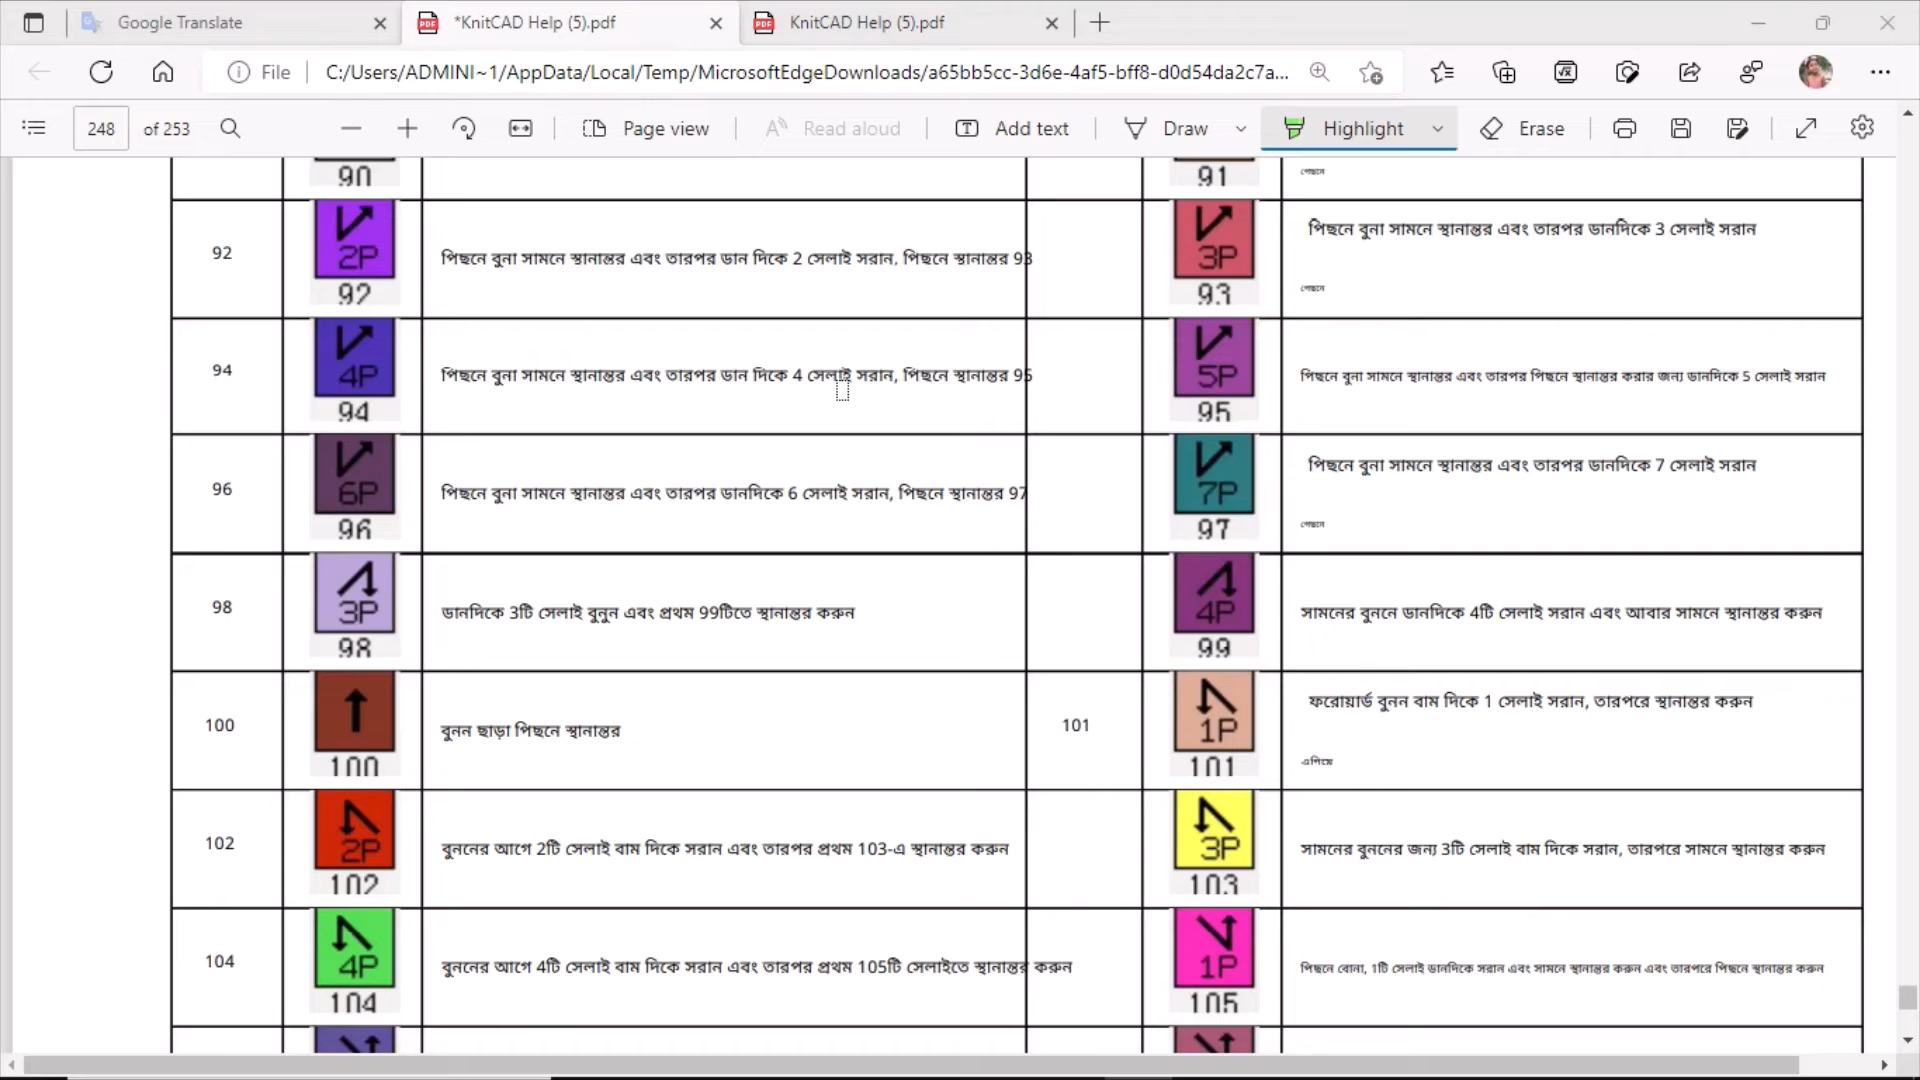 Google Translate
*KnitCAD Help (5).pdf
KnitCAD Help (5).pdf
File
C:/Users/ADMINI~1/AppData/Local/Temp/MicrosoftEdgeDownloads/a65bb5cc-3d6e-4af5-bff8-d0d54da2c7a...
248 of 253
Page view
Read aloud
Add text
Draw
Highlight
Erase
90
91
পেছনে
92
2P
92
পিছনে বুনা সামনে স্থানান্তর এবং তারপর ডান দিকে 2 সেলাই সরান, পিছনে স্থানান্তর 93
3P
93
পিছনে বুনা সামনে স্থানান্তর এবং তারপর ডানদিকে 3 সেলাই সরান
পেছনে
94
4P
94
পিছনে বুনা সামনে স্থানান্তর এবং তারপর ডান দিকে 4 সেলাই সরান, পিছনে স্থানান্তর 95
5P
95
পিছনে বুনা সামনে স্থানান্তর এবং তারপর পিছনে স্থানান্তর করার জন্য ডানদিকে 5 সেলাই সরান
96
6P
96
পিছনে বুনা সামনে স্থানান্তর এবং তারপর ডানদিকে 6 সেলাই সরান, পিছনে স্থানান্তর 97
7P
97
পিছনে বুনা সামনে স্থানান্তর এবং তারপর ডানদিকে 7 সেলাই সরান
পেছনে
98
3P
98
ডানদিকে 3টি সেলাই বুনুন এবং প্রথম 99টিতে স্থানান্তর করুন
4P
99
সামনের বুননে ডানদিকে 4টি সেলাই সরান এবং আবার সামনে স্থানান্তর করুন
100
100
বুনন ছাড়া পিছনে স্থানান্তর
101
1P
101
ফরোয়ার্ড বুনন বাম দিকে 1 সেলাই সরান, তারপরে স্থানান্তর করুন
এগিয়ে
102
2P
102
বুননের আগে 2টি সেলাই বাম দিকে সরান এবং তারপর প্রথম 103-এ স্থানান্তর করুন
3P
103
সামনের বুননের জন্য 3টি সেলাই বাম দিকে সরান, তারপরে সামনে স্থানান্তর করুন
104
4P
104
বুননের আগে 4টি সেলাই বাম দিকে সরান এবং তারপর প্রথম 105টি সেলাইতে স্থানান্তর করুন
1P
105
পিছনে বোনা, 1টি সেলাই ডানদিকে সরান এবং সামনে স্থানান্তর করুন এবং তারপরে পিছনে স্থানান্তর করুন